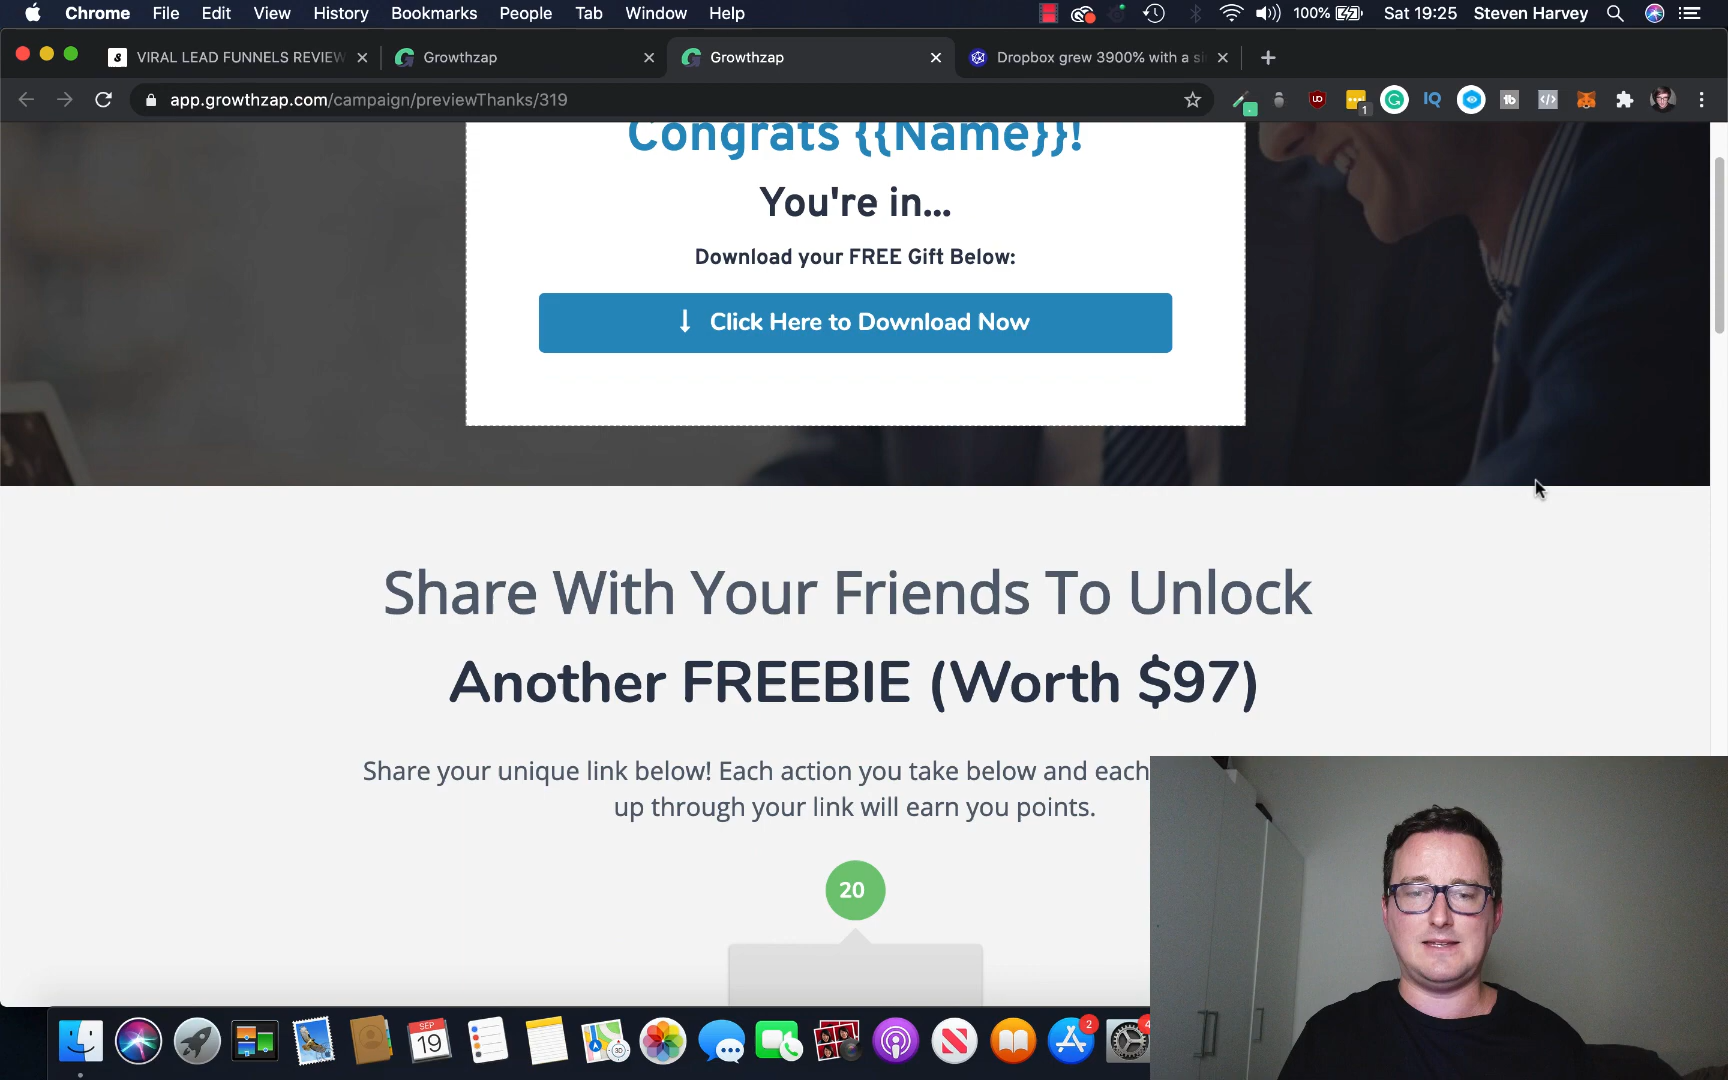 Chrome File Edit View History Bookmarks People Tab Window Help 100% Sat 19:25 Steven Harvey
VIRAL LEAD FUNNELS REVIEW Growthzap Growthzap Dropbox grew 3900% with a si
app.growthzap.com/campaign/previewThanks/319
Congrats {{Name}}!
You're in...
Download your FREE Gift Below:
Click Here to Download Now
Share With Your Friends To Unlock
Another FREEBIE (Worth $97)
Share your unique link below! Each action you take below and each
up through your link will earn you points.
20
SEP
19
3D
2
4